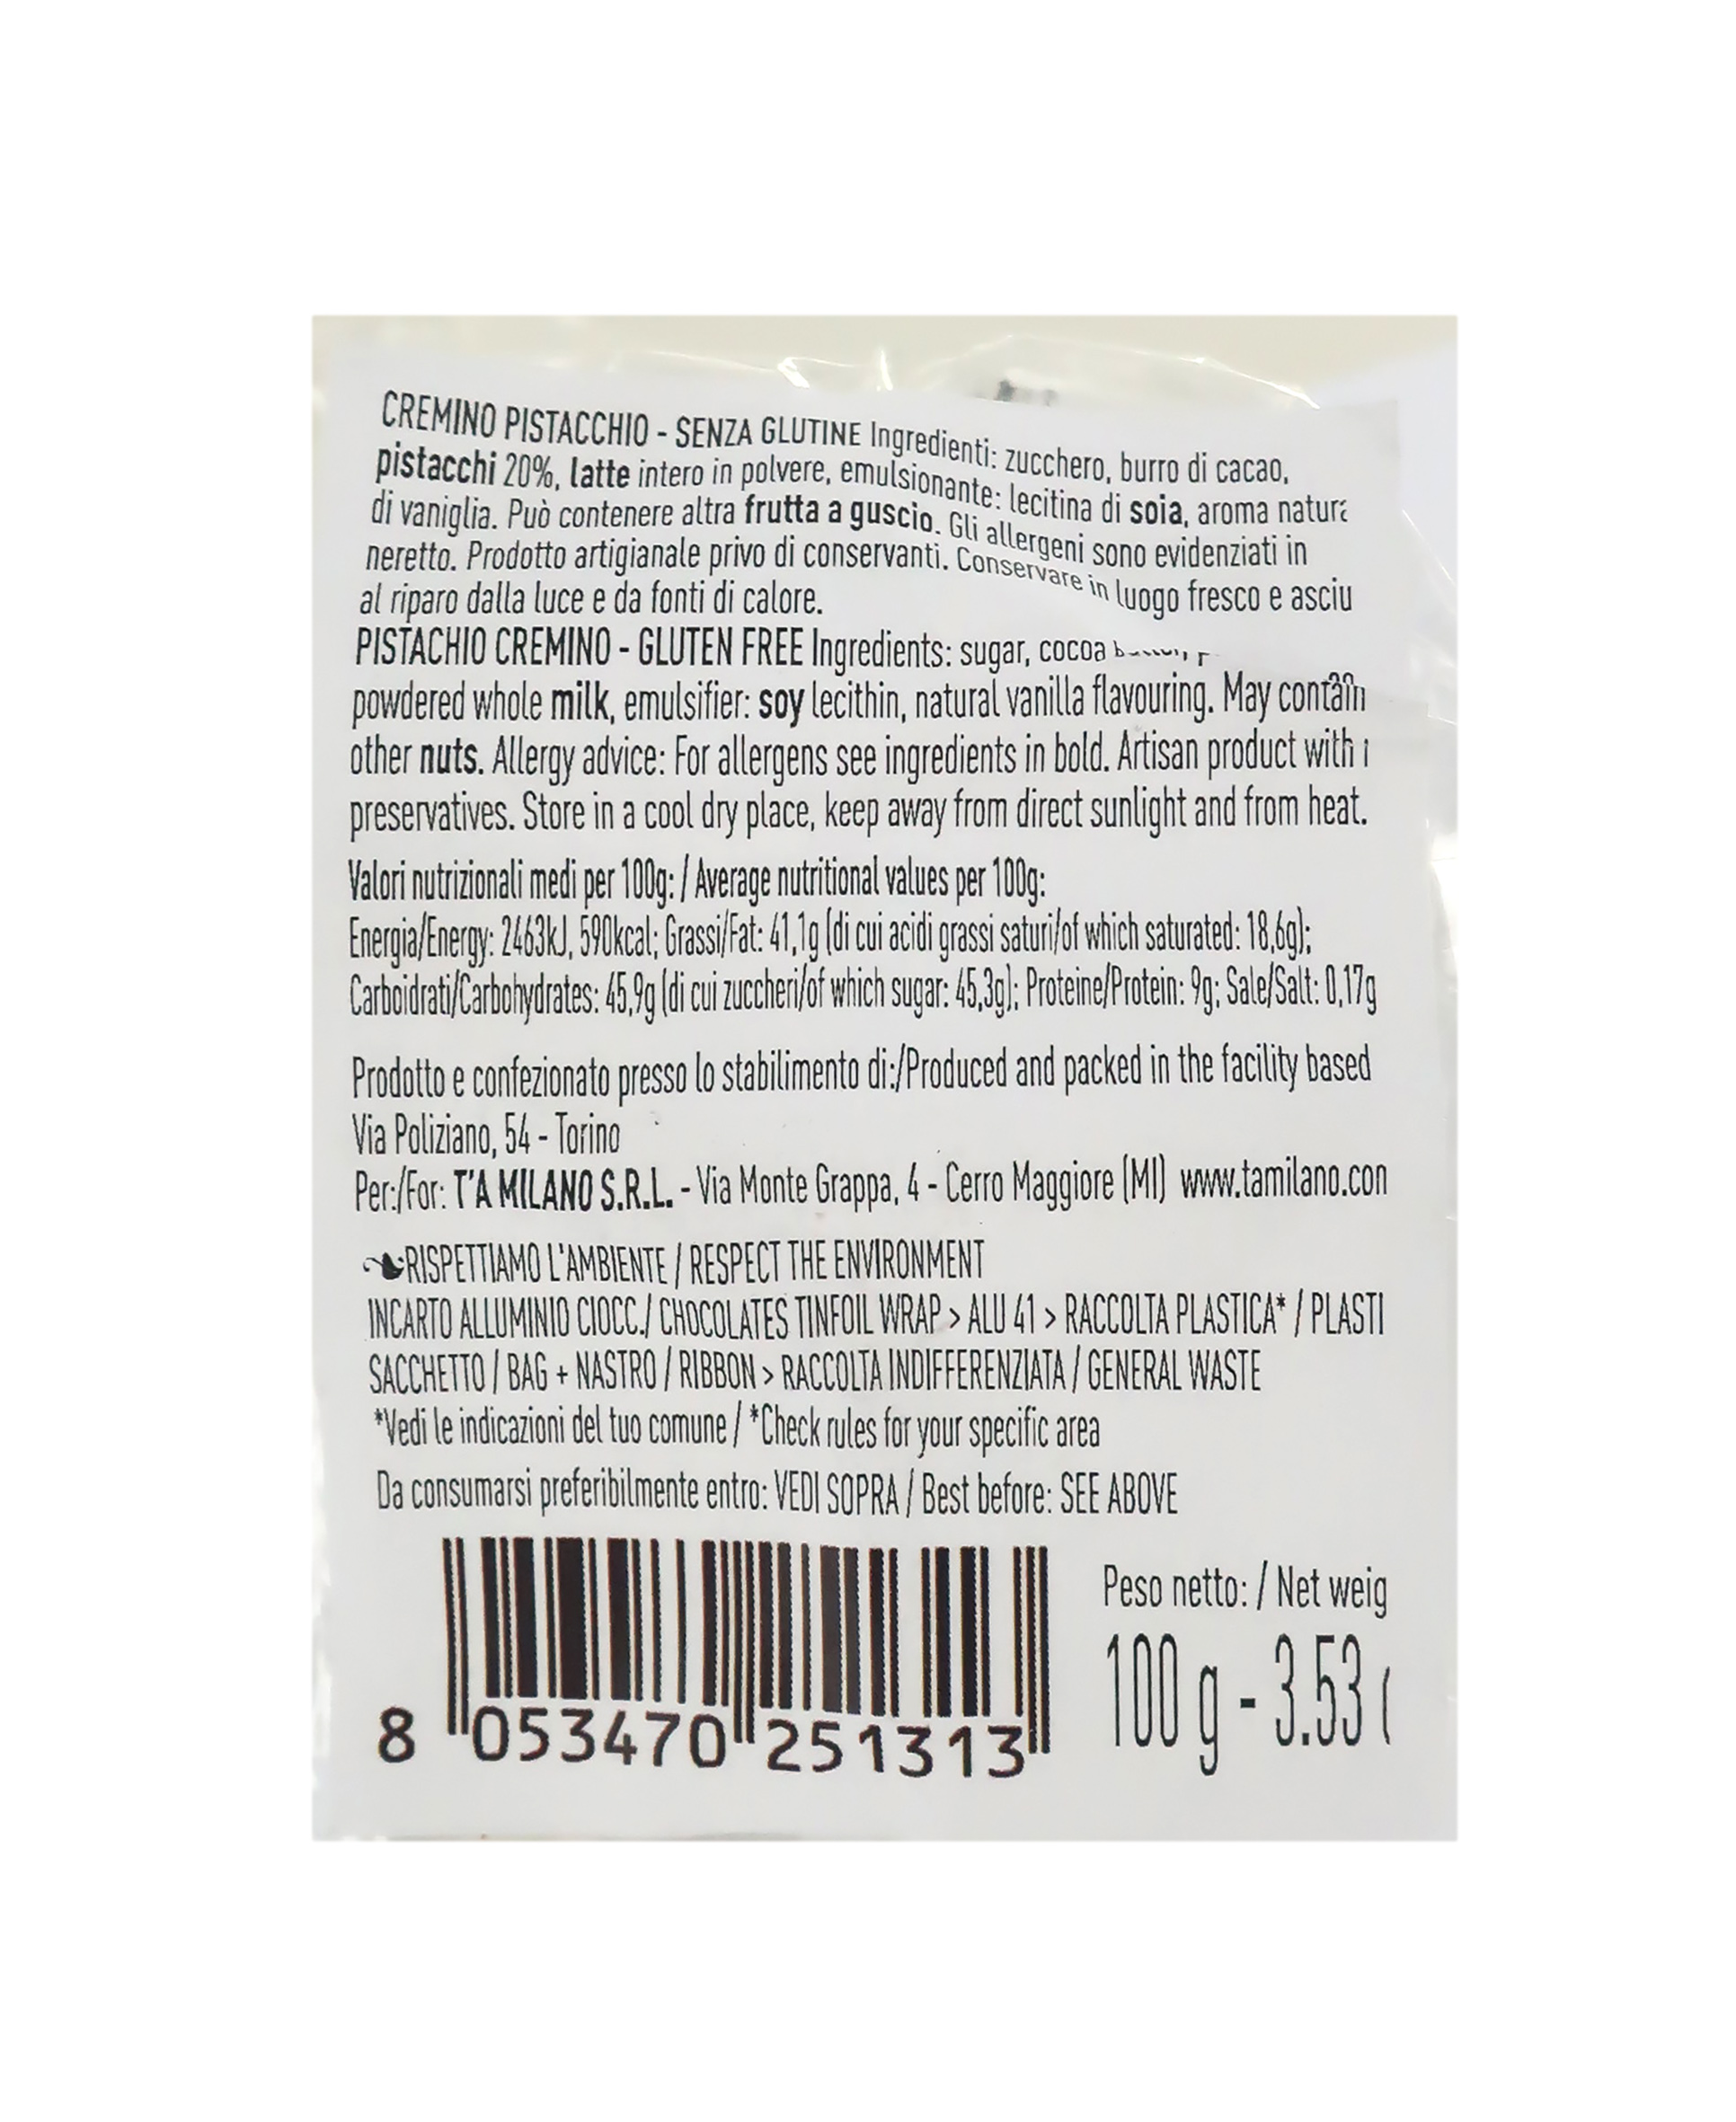 CREMINO PISTACCHIO - SENZA GLUTINE Ingredienti: zucchero, burro di cacao,
pistacchi 20%, latte intero in polvere, emulsionante: lecitina di soia, aroma
di vaniglia. Può contenere altra frutta a guscio. Gli allergeni sono evidenziati in
neretto. Prodotto artigianale privo di conservanti. Conservare in luogo fresco e asciu
al riparo dalla luce e da fonti di calore.
PISTACHIO CREMINO - GLUTEN FREE Ingredients: sugar, cocoa
powdered whole milk, emulsifier: soy lecithin, natural vanilla flavouring. May contain
other nuts. Allergy advice: For allergens see ingredients in bold. Artisan product with
preservatives. Store in a cool dry place, keep away from direct sunlight and from heat.
Valori nutrizionali medi per 100g: / Average nutritional values per 100g:
Energia/Energy: 2463kJ, 590kcal; Grassi/Fat: 41,1g (di cui acidi grassi saturi/of which saturated: 18,6g);
Carboidrati/Carbohydrates: 45,9g (di cui zuccheri/of which sugar: 45,3g); Proteine/Protein: 9g; Sale/Salt: 0,17g
Prodotto e confezionato presso lo stabilimento di:/Produced and packed in the facility based
Via Poliziano, 54 - Torino
Per:/For: T'A MILANO S.R.L. - Via Monte Grappa, 4 - Cerro Maggiore (MI) www.tamilano.con
RISPETTIAMO L'AMBIENTE / RESPECT THE ENVIRONMENT
INCARTO ALLUMINIO CIOCC./ CHOCOLATES TINFOIL WRAP > ALU 41 > RACCOLTA PLASTICA* / PLASTI
SACCHETTO / BAG + NASTRO / RIBBON > RACCOLTA INDIFFERENZIATA / GENERAL WASTE
*Vedi le indicazioni del tuo comune / *Check rules for your specific area
Da consumarsi preferibilmente entro: VEDI SOPRA / Best before: SEE ABOVE
Peso netto: / Net weig
100 g - 3.53
8 053470 251313